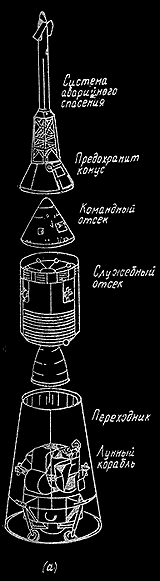 Система
аварийного
спасения
Предохранит
конус
Командный
отсек
Служебный
отсек
Переходник
Лунный
корабль
(а)